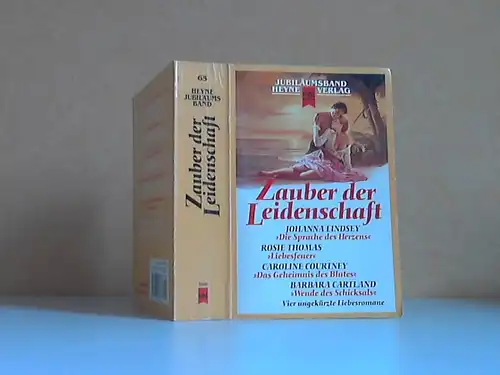 65
HEYNE
JUBILÄUMS
BAND
Zauber der
Leidenschaft
JUBILÄUMSBAND
HEYNE VERLAG
Zauber der
Leidenschaft
JOHANNA LINDSEY
»Die Sprache des Herzens«
ROSIE THOMAS
»Liebesfeuer«
CAROLINE COURTNEY
»Das Geheimnis des Blutes«
BARBARA CARTLAND
»Wende des Schicksals«
Vier ungekürzte Liebesromane